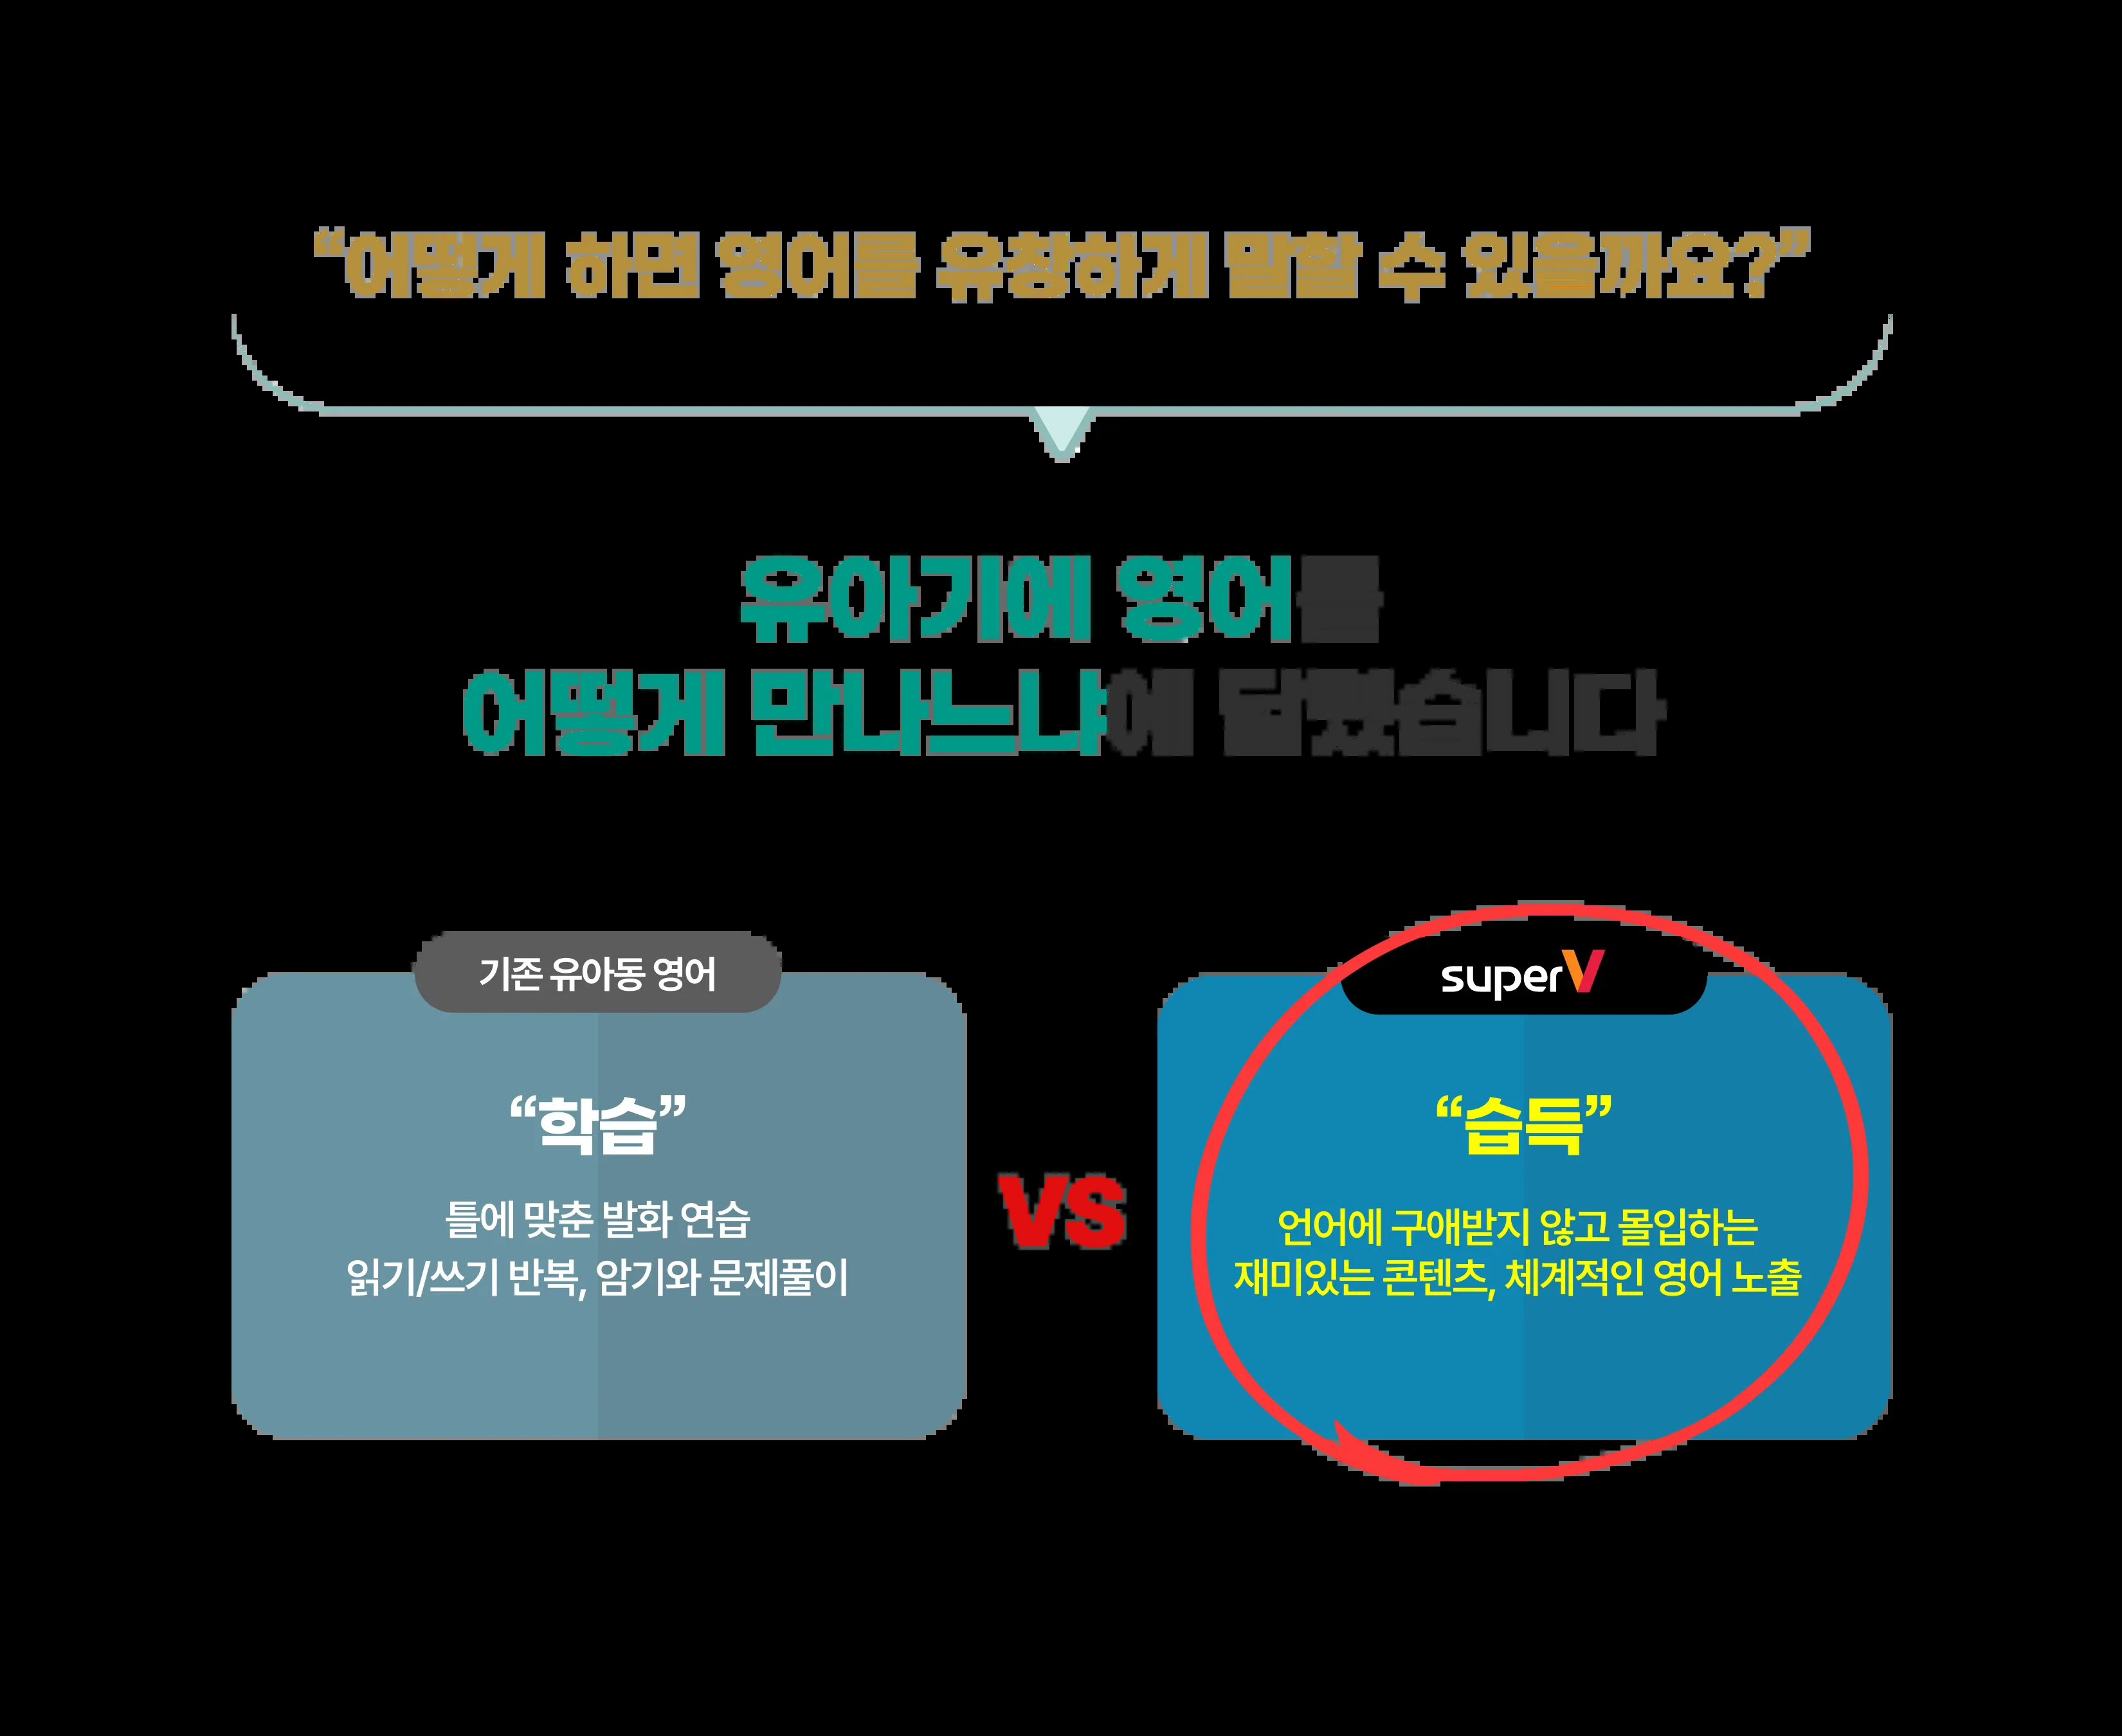 “어떻게 하면 영어를 유창하게 말할 수 있을까요?”
유아기에 영어를
어떻게 만나느냐에 달렸습니다
기존 유아동 영어
“학습”
틀에 맞춘 발화 연습
읽기/쓰기 반복, 암기와 문제풀이
VS
superV
“습득”
언어에 구애받지 않고 몰입하는
재미있는 콘텐츠, 체계적인 영어 노출